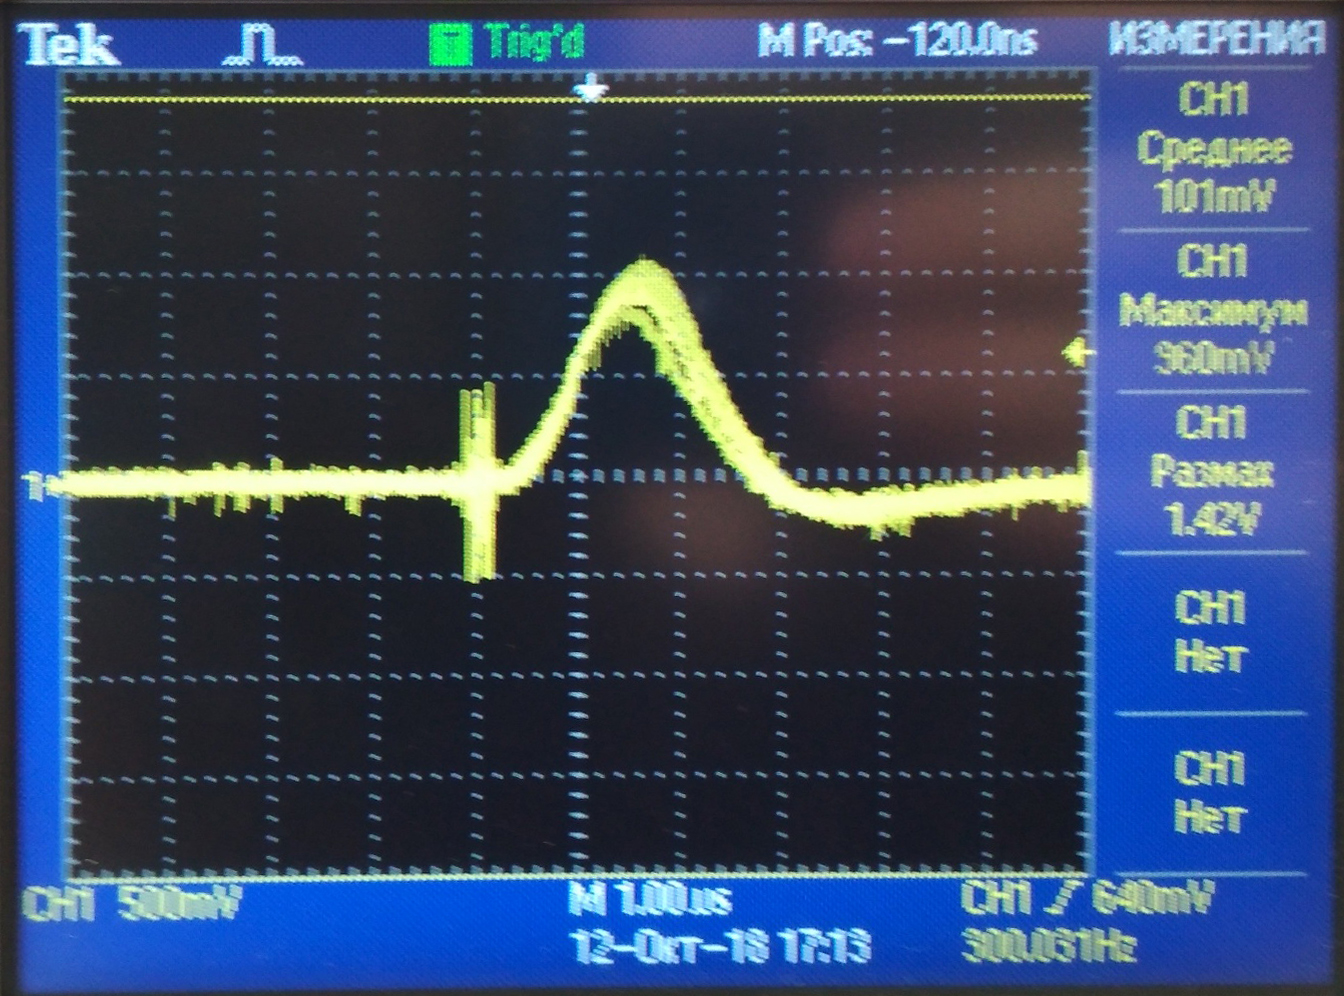 Tek
T Trig'd
M Pos: -120.0ns
ИЗМЕРЕНИЯ
CH1
Среднее
101mV
CH1
Максимум
960mV
CH1
Размах
1.42V
CH1
Нет
CH1
Нет
1
CH1 500mV
M 1.00us
CH1 640mV
12-Окт-18 17:13
300.031Hz